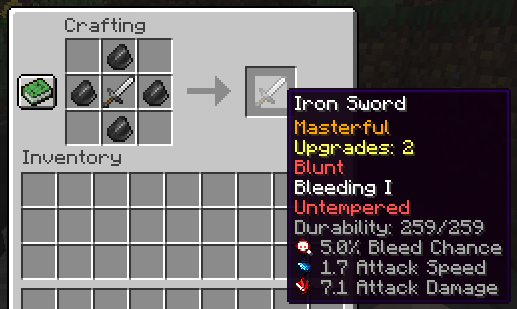 Crafting
Iron Sword
Masterful
Upgrades: 2
Blunt
Bleeding I
Untempered
Durability: 259/259
5.0% Bleed Chance
1.7 Attack Speed
7.1 Attack Damage
Inventory